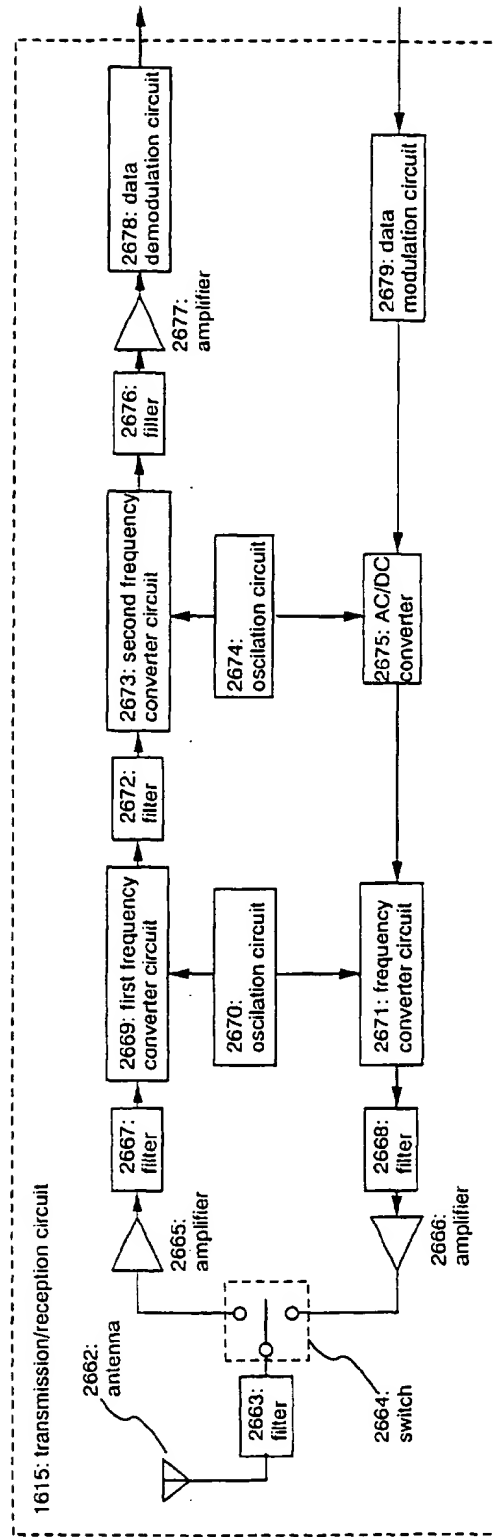 1615: transmission/reception circuit
2662:
antenna
2663:
filter
2664:
switch
2665:
amplifier
2667:
filter
2669: first frequency
converter circuit
2672:
filter
2673: second frequency
converter circuit
2676:
filter
2677:
amplifier
2678: data
demodulation circuit
2670:
oscilation circuit
2674:
oscilation circuit
2666:
amplifier
2668:
filter
2671: frequency
converter circuit
2675: AC/DC
converter
2679: data
modulation circuit